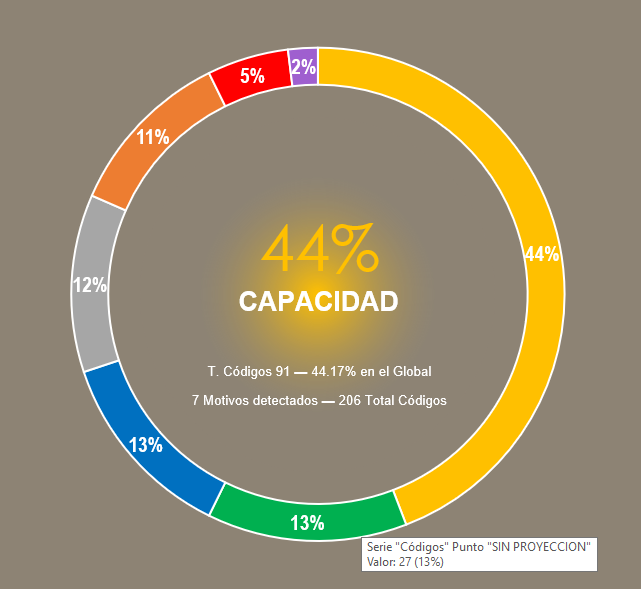 2%
5%
11%
44%
44%
12%
CAPACIDAD
T. Códigos 91 — 44.17% en el Global
7 Motivos detectados — 206 Total Códigos
13%
13%
Serie "Códigos" Punto "SIN PROYECCION"
Valor: 27 (13%)